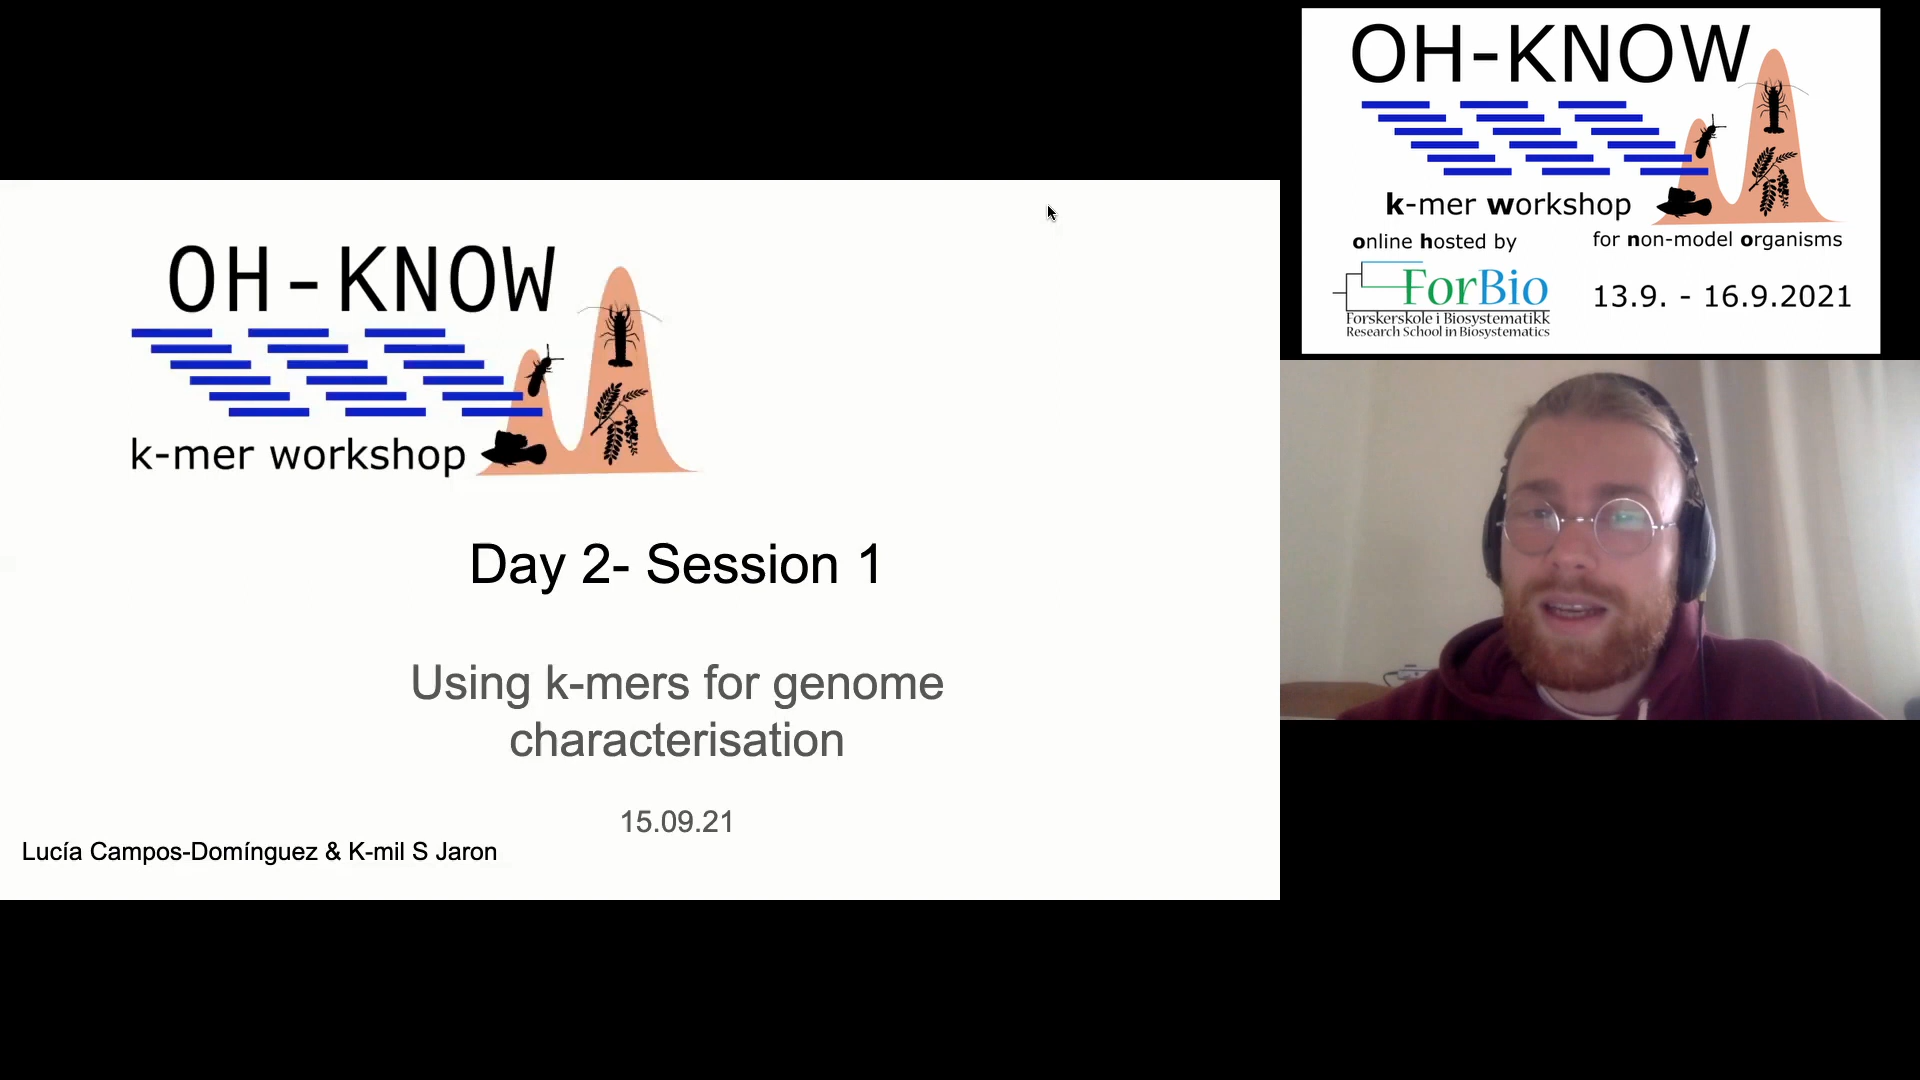 OH-KNOW
k-mer workshop
Day 2- Session 1
Using k-mers for genome
characterisation
15.09.21
Lucía Campos-Domínguez & K-mil S Jaron
OH-KNOW
k-mer workshop
online hosted by
for non-model organisms
ForBio
Forskerskole i Biosystematikk
Research School in Biosystematics
13.9. - 16.9.2021